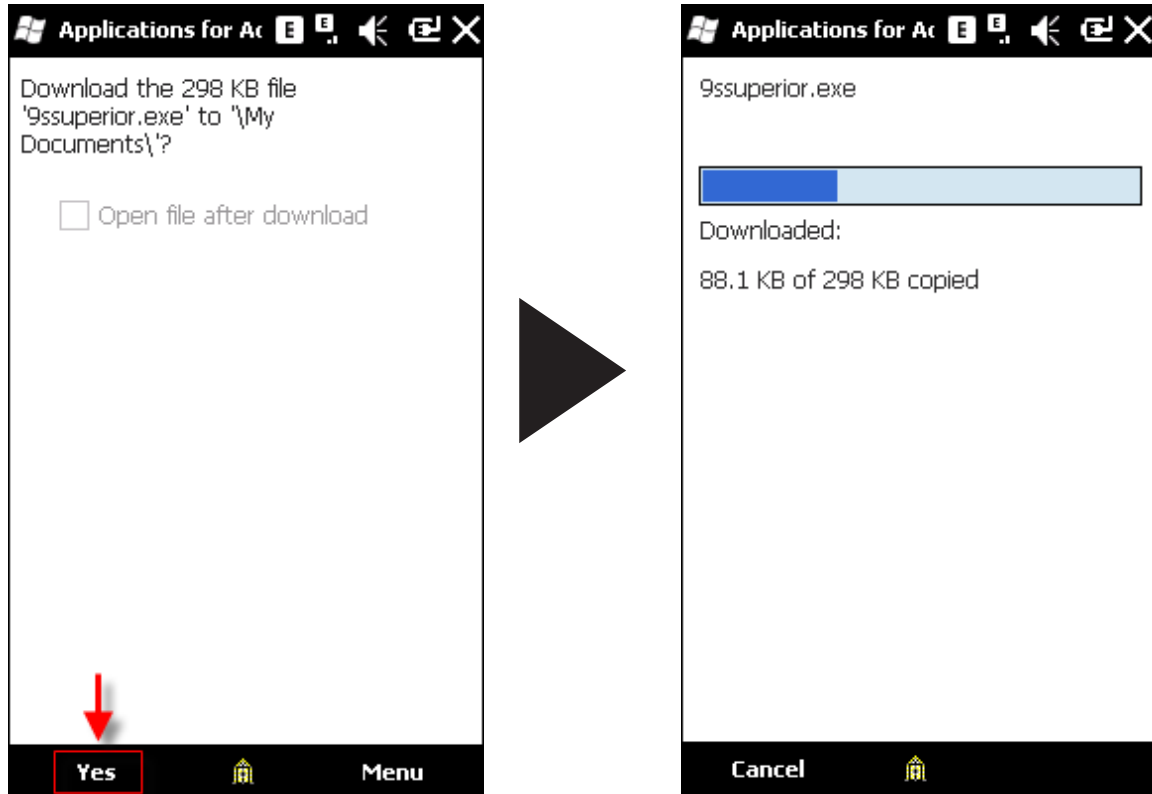 Applications for Ac E E
Download the 298 KB file
'9ssuperior.exe' to '\My
Documents\'?
Open file after download
Yes
Menu
Applications for Ac E E
9ssuperior.exe
Downloaded:
88.1 KB of 298 KB copied
Cancel